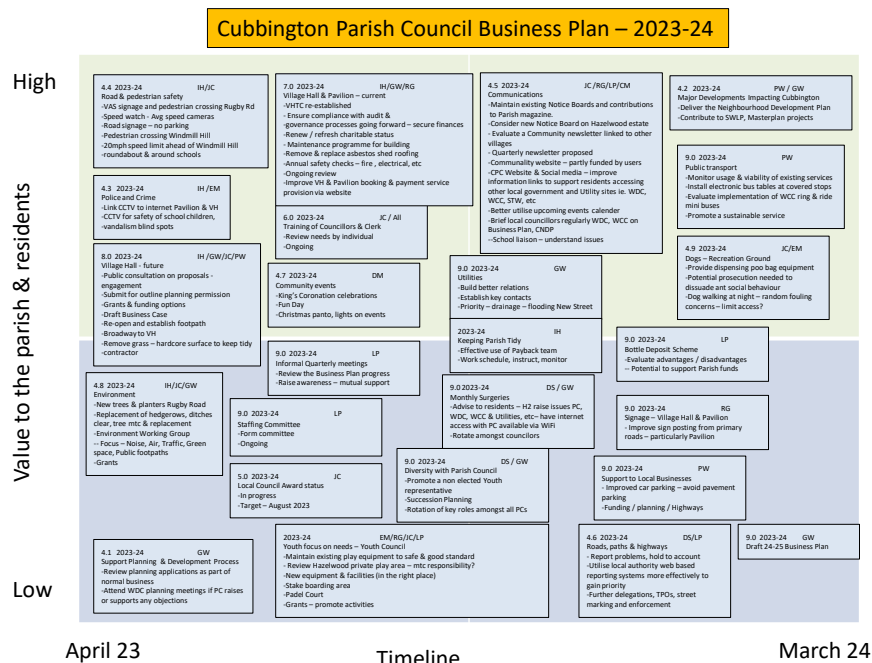 Cubbington Parish Council Business Plan – 2023-24
High
Value to the parish & residents
Low
April 23
Timeline
March 24
4.4 2023-24 IH/JC
Road & pedestrian safety
-VAS signage and pedestrian crossing Rugby Rd
-Speed watch - Avg speed cameras
-Road signage – no parking
-Pedestrian crossing Windmill Hill
-20mph speed limit ahead of Windmill Hill
-roundabout & around schools
7.0 2023-24 IH/GW/RG
Village Hall & Pavilion – current
-VHTC re-established
- Ensure compliance with audit &
-governance processes going forward – secure finances
-Renew / refresh charitable status
- Maintenance programme for building
-Remove & replace asbestos shed roofing
-Annual safety checks – fire , electrical, etc
-Ongoing review
-Improve VH & Pavilion booking & payment service
provision via website
4.5 2023-24 JC / RG/LP/CM
Communications
-Maintain existing Notice Boards and contributions
to Parish magazine.
-Consider new Notice Board on Hazelwood estate
- Evaluate a Community newsletter linked to other
villages
- Quarterly newsletter proposed
-Communality website – partly funded by users
-CPC Website & Social media – improve
information links to support residents accessing
other local government and Utility sites ie. WDC,
WCC, STW, etc
-Better utilise upcoming events calender
-Brief local councillors regularly WDC, WCC on
Business Plan, CNDP
--School liaison – understand issues
4.2 2023-24 PW / GW
Major Developments Impacting Cubbington
-Deliver the Neighbourhood Development Plan
-Contribute to SWLP, Masterplan projects
9.0 2023-24 PW
Public transport
-Monitor usage & viability of existing services
-Install electronic bus tables at covered stops
-Evaluate implementation of WCC ring & ride
mini buses
-Promote a sustainable service
4.3 2023-24 IH /EM
Police and Crime
-Link CCTV to internet Pavilion & VH
-CCTV for safety of school children,
-vandalism blind spots
6.0 2023-24 JC / All
Training of Councillors & Clerk
-Review needs by individual
-Ongoing
8.0 2023-24 IH /GW/JC/PW
Village Hall - future
-Public consultation on proposals -
engagement
-Submit for outline planning permission
-Grants & funding options
-Draft Business Case
-Re-open and establish footpath
-Broadway to VH
-Remove grass – hardcore surface to keep tidy
-contractor
4.7 2023-24 DM
Community events
-King's Coronation celebrations
-Fun Day
-Christmas panto, lights on events
9.0 2023-24 GW
Utilities
-Build better relations
-Establish key contacts
-Priority – drainage – flooding New Street
4.9 2023-24 JC/EM
Dogs – Recreation Ground
-Provide dispensing poo bag equipment
-Potential prosecution needed to
dissuade ant social behaviour
-Dog walking at night – random fouling
concerns – limit access?
2023-24 IH
Keeping Parish Tidy
-Effective use of Payback team
-Work schedule, instruct, monitor
9.0 2023-24 LP
Bottle Deposit Scheme
-Evaluate advantages / disadvantages
-- Potential to support Parish funds
9.0 2023-24 LP
Informal Quarterly meetings
-Review the Business Plan progress
-Raise awareness – mutual support
4.8 2023-24 IH/JC/GW
Environment
-New trees & planters Rugby Road
-Replacement of hedgerows, ditches
clear, tree mtc & replacement
-Environment Working Group
-- Focus – Noise, Air, Traffic, Green
space, Public footpaths
-Grants
9.0 2023-24 DS / GW
Monthly Surgeries
-Advise to residents – H2 raise issues PC,
WDC, WCC & Utilities, etc– have internet
access with PC available via WiFi
-Rotate amongst councilors
9.0 2023-24 LP
Staffing Committee
-Form committee
-Ongoing
9.0 2023-24 RG
Signage – Village Hall & Pavilion
- Improve sign posting from primary
roads – particularly Pavilion
5.0 2023-24 JC
Local Council Award status
-In progress
-Target – August 2023
9.0 2023-24 DS / GW
Diversity with Parish Council
-Promote a non elected Youth
representative
-Succession Planning
-Rotation of key roles amongst all PCs
9.0 2023-24 PW
Support to Local Businesses
- Improved car parking – avoid pavement
parking
-Funding / planning / Highways
4.1 2023-24 GW
Support Planning & Development Process
-Review planning applications as part of
normal business
-Attend WDC planning meetings if PC raises
or supports any objections
2023-24 EM/RG/JC/LP
Youth focus on needs – Youth Council
-Maintain existing play equipment to safe & good standard
- Review Hazelwood private play area – mtc responsibility?
-New equipment & facilities (in the right place)
-Stake boarding area
-Padel Court
-Grants – promote activities
4.6 2023-24 DS/LP
Roads, paths & highways
- Report problems, hold to account
-Utilise local authority web based
reporting systems more effectively to
gain priority
-Further delegations, TPOs, street
marking and enforcement
9.0 2023-24 GW
Draft 24-25 Business Plan